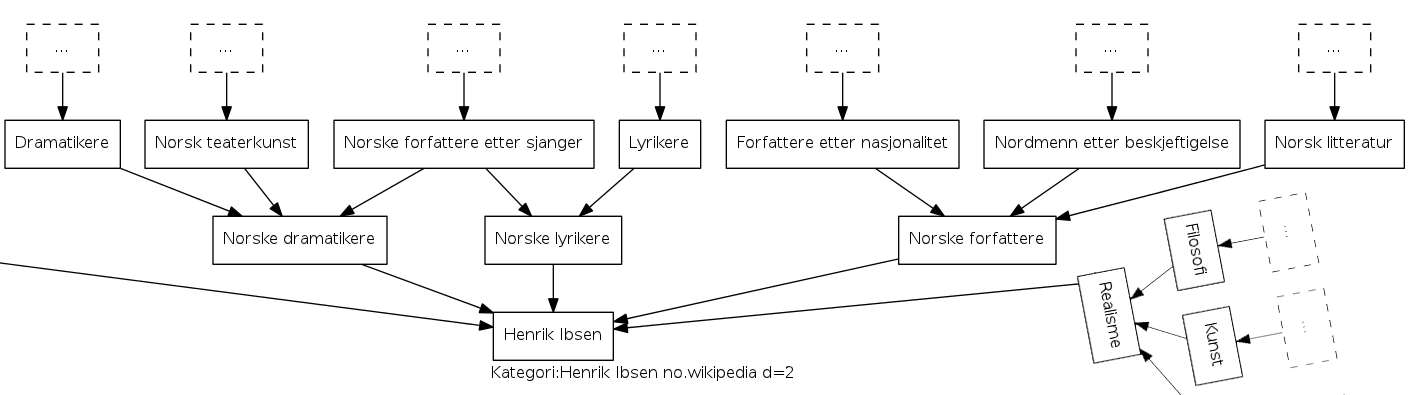 ... ... ... ... ... ... ...
Dramatikere Norsk teaterkunst Norske forfattere etter sjanger Lyrikere Forfattere etter nasjonalitet Nordmenn etter beskjeftigelse Norsk litteratur
Norske dramatikere Norske lyrikere Norske forfattere Filosofi ...
Realisme Kunst ...
Henrik Ibsen
Kategori:Henrik Ibsen no.wikipedia d=2